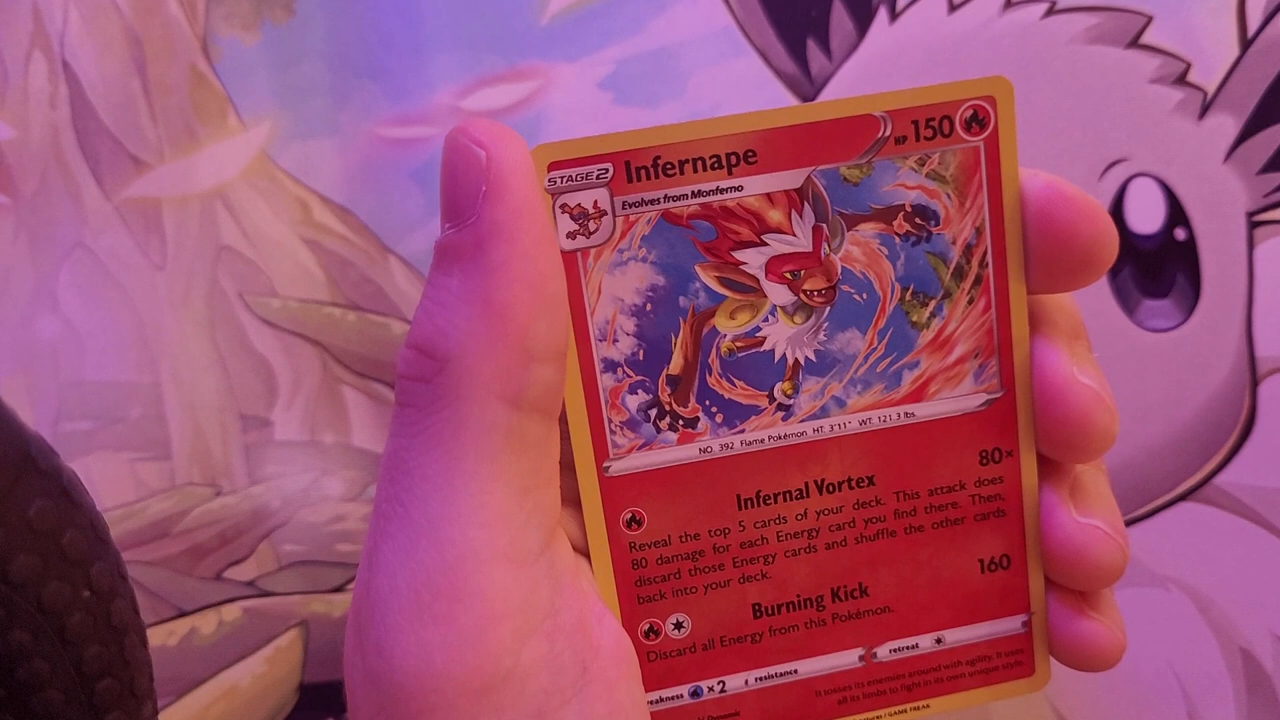 STAGE2
Infernape
HP 150
Evolves from Monferno
NO. 392 Flame Pokémon HT: 3'11" WT: 121.3 lbs.
Infernal Vortex 80×
Reveal the top 5 cards of your deck. This attack does
80 damage for each Energy card you find there. Then,
discard those Energy cards and shuffle the other cards
back into your deck.
Burning Kick 160
Discard all Energy from this Pokémon.
weakness ×2 resistance retreat
It tosses its enemies around with agility. It uses
all its limbs to fight in its own unique style.
/ GAME FREAK